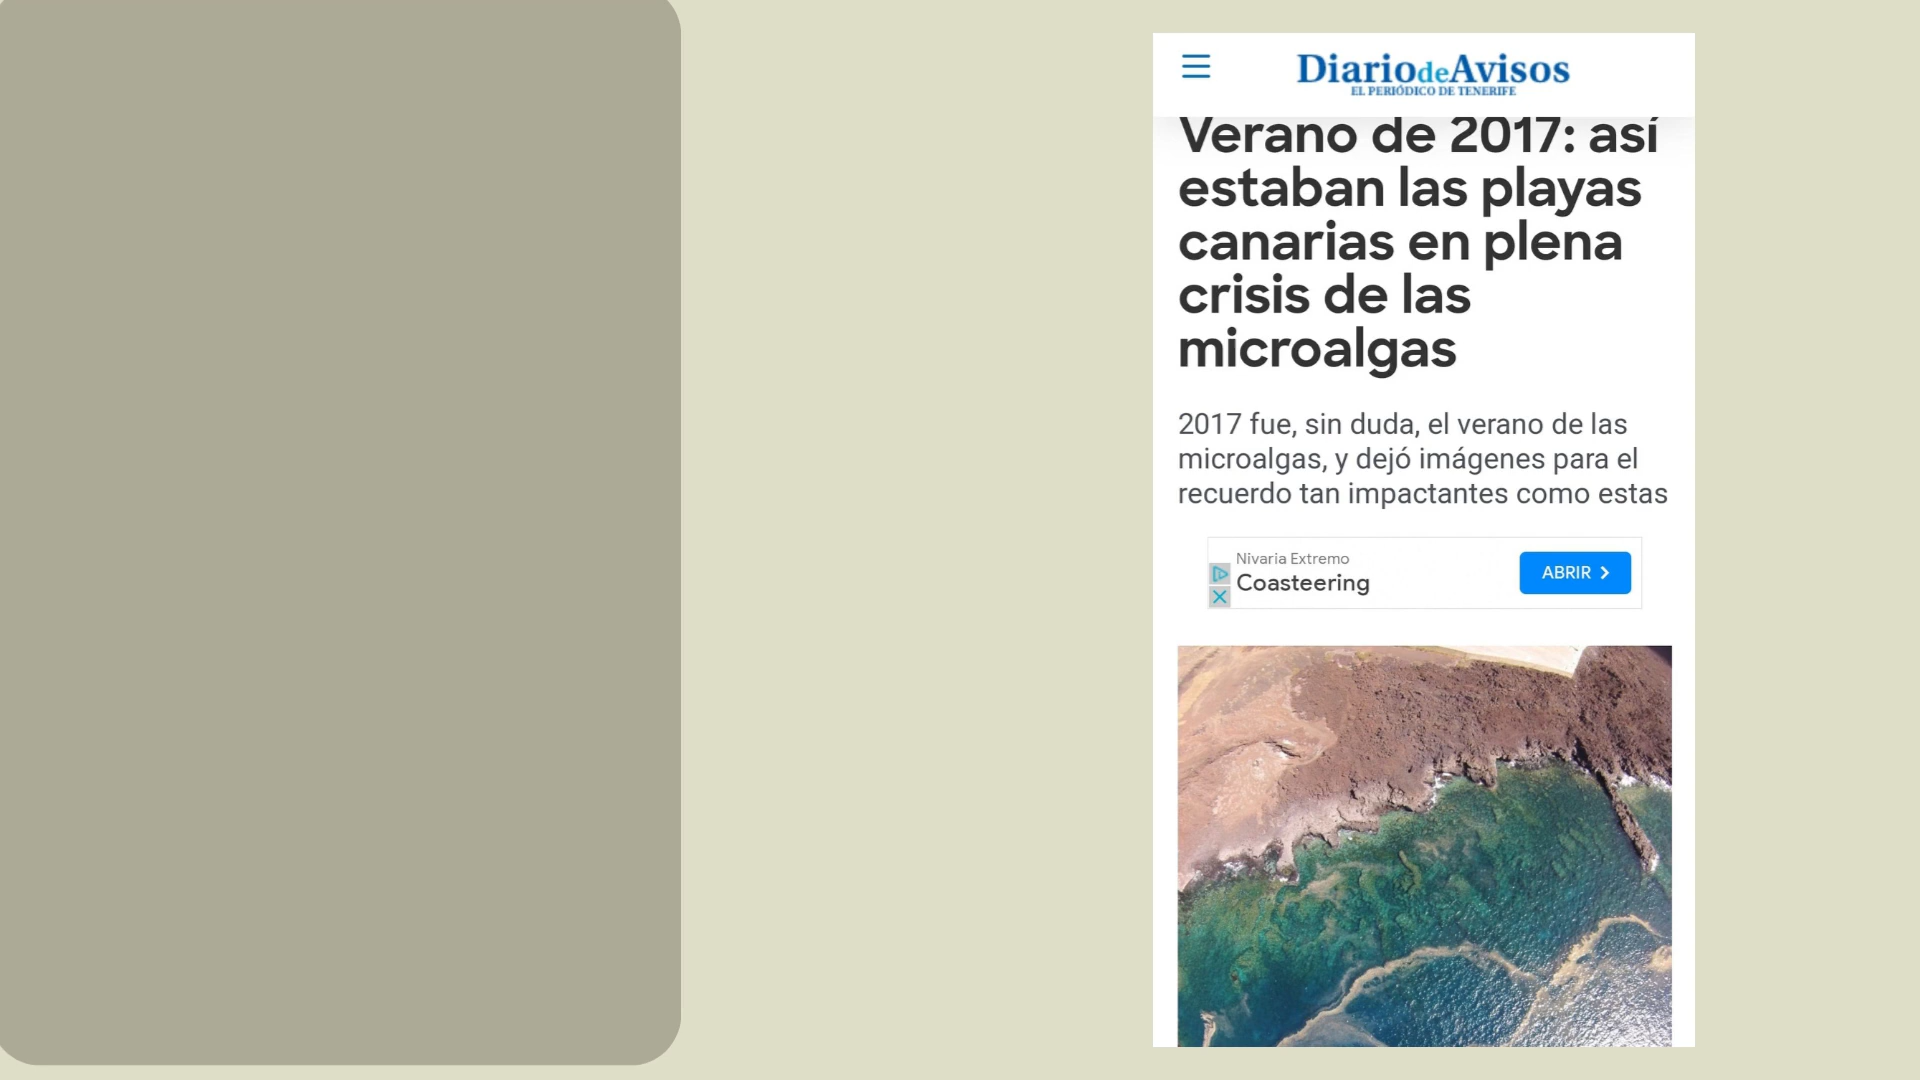 DiariodeAvisos
EL PERIÓDICO DE TENERIFE
Verano de 2017: así
estaban las playas
canarias en plena
crisis de las
microalgas
2017 fue, sin duda, el verano de las
microalgas, y dejó imágenes para el
recuerdo tan impactantes como estas
Nivaria Extremo
Coasteering
ABRIR